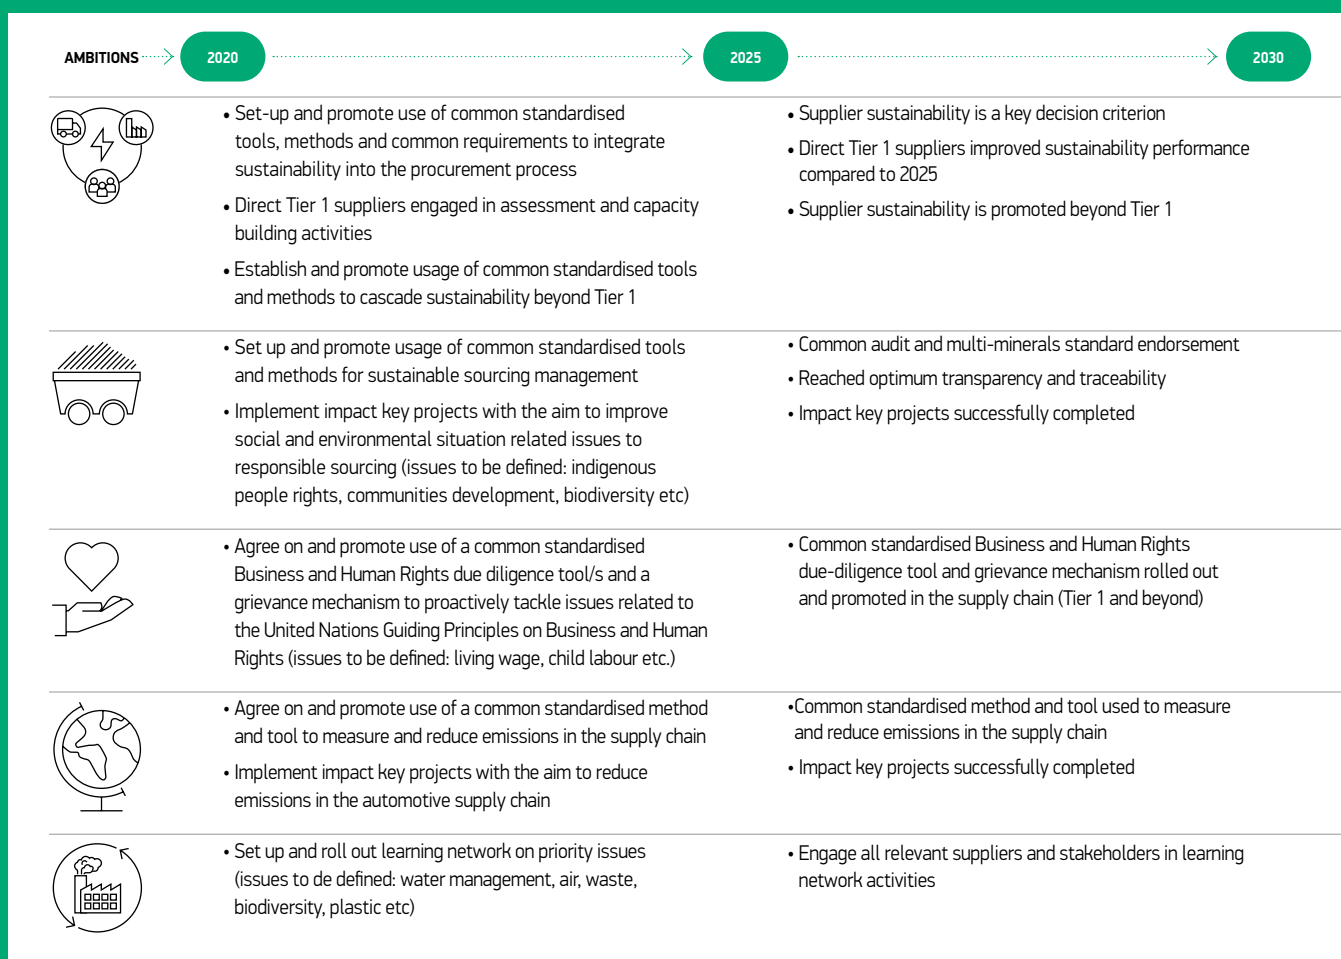 AMBITIONS
2020
2025
2030
• Set-up and promote use of common standardised
tools, methods and common requirements to integrate
sustainability into the procurement process
• Direct Tier 1 suppliers engaged in assessment and capacity
building activities
• Establish and promote usage of common standardised tools
and methods to cascade sustainability beyond Tier 1
• Supplier sustainability is a key decision criterion
• Direct Tier 1 suppliers improved sustainability performance
compared to 2025
• Supplier sustainability is promoted beyond Tier 1
• Set up and promote usage of common standardised tools
and methods for sustainable sourcing management
• Implement impact key projects with the aim to improve
social and environmental situation related issues to
responsible sourcing (issues to be defined: indigenous
people rights, communities development, biodiversity etc)
• Common audit and multi-minerals standard endorsement
• Reached optimum transparency and traceability
• Impact key projects successfully completed
• Agree on and promote use of a common standardised
Business and Human Rights due diligence tool/s and a
grievance mechanism to proactively tackle issues related to
the United Nations Guiding Principles on Business and Human
Rights (issues to be defined: living wage, child labour etc.)
• Common standardised Business and Human Rights
due-diligence tool and grievance mechanism rolled out
and promoted in the supply chain (Tier 1 and beyond)
• Agree on and promote use of a common standardised method
and tool to measure and reduce emissions in the supply chain
• Implement impact key projects with the aim to reduce
emissions in the automotive supply chain
•Common standardised method and tool used to measure
and reduce emissions in the supply chain
• Impact key projects successfully completed
• Set up and roll out learning network on priority issues
(issues to de defined: water management, air, waste,
biodiversity, plastic etc)
• Engage all relevant suppliers and stakeholders in learning
network activities